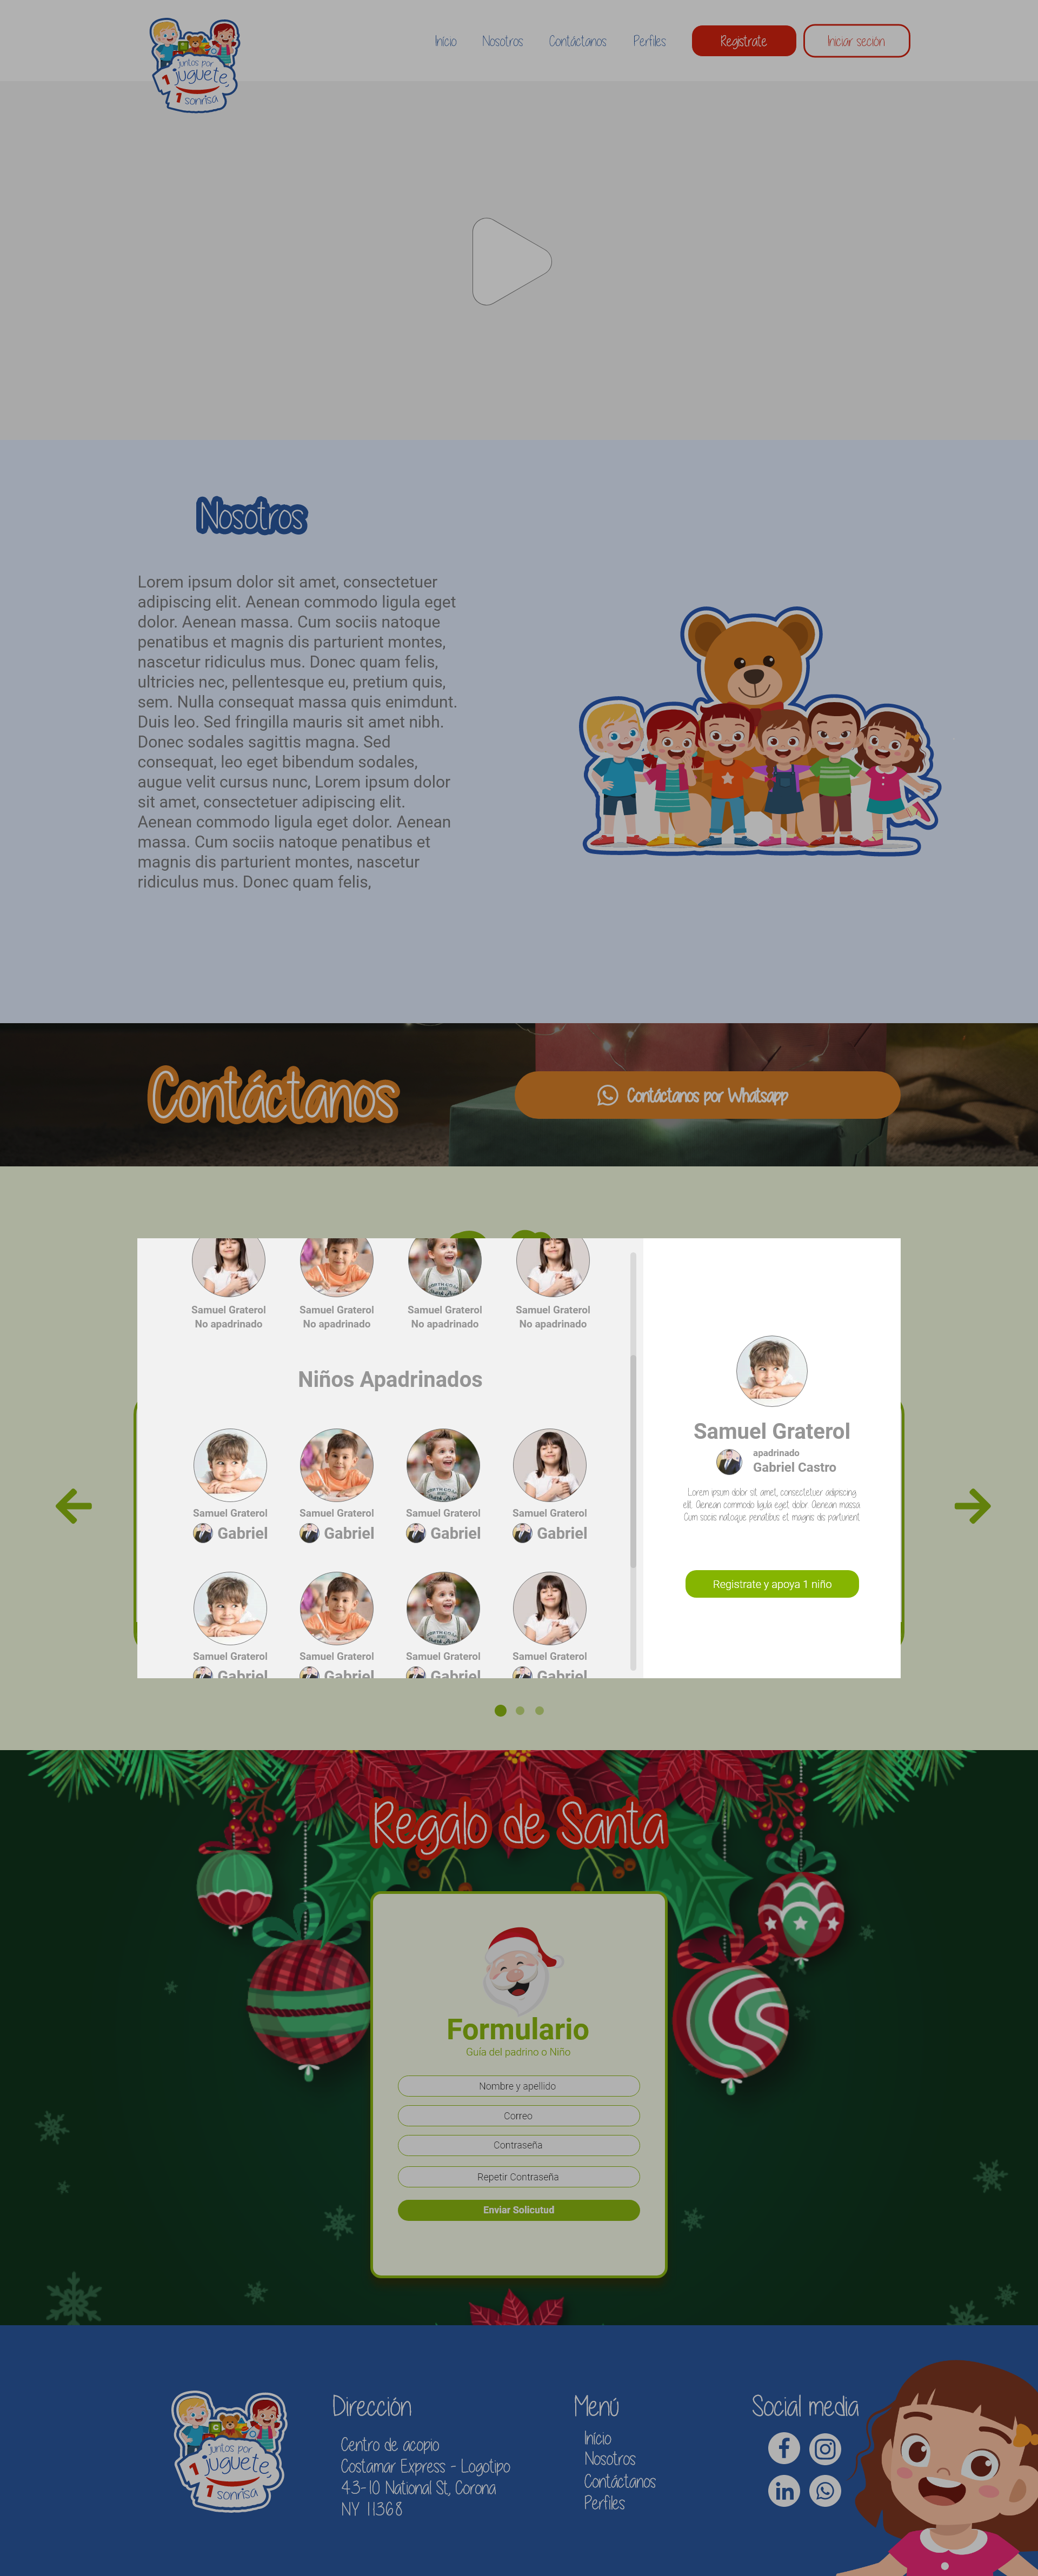 juntos por
1 juguete,
1 sonrisa
Início
Nosotros
Contáctanos
Perfiles
Registrate
Iniciar seción
Nosotros
Lorem ipsum dolor sit amet, consectetuer
adipiscing elit. Aenean commodo ligula eget
dolor. Aenean massa. Cum sociis natoque
penatibus et magnis dis parturient montes,
nascetur ridiculus mus. Donec quam felis,
ultricies nec, pellentesque eu, pretium quis,
sem. Nulla consequat massa quis enimdunt.
Duis leo. Sed fringilla mauris sit amet nibh.
Donec sodales sagittis magna. Sed
consequat, leo eget bibendum sodales,
augue velit cursus nunc, Lorem ipsum dolor
sit amet, consectetuer adipiscing elit.
Aenean commodo ligula eget dolor. Aenean
massa. Cum sociis natoque penatibus et
magnis dis parturient montes, nascetur
ridiculus mus. Donec quam felis,
Contáctanos
Contáctanos por Whatsapp
Samuel Graterol
No apadrinado
Samuel Graterol
No apadrinado
Samuel Graterol
No apadrinado
Samuel Graterol
No apadrinado
Niños Apadrinados
Samuel Graterol
Gabriel
Samuel Graterol
Gabriel
Samuel Graterol
Gabriel
Samuel Graterol
Gabriel
Samuel Graterol
Gabriel
Samuel Graterol
Gabriel
Samuel Graterol
Gabriel
Samuel Graterol
Gabriel
Samuel Graterol
apadrinado
Gabriel Castro
Lorem ipsum dolor sit amet, consectetuer adipiscing
elit. Aenean commodo ligula eget dolor. Aenean massa.
Cum sociis natoque penatibus et magnis dis parturient
Registrate y apoya 1 niño
Regalo de Santa
Formulario
Guía del padrino o Niño
Nombre y apellido
Correo
Contraseña
Repetir Contraseña
Enviar Solicutud
juntos por
1 juguete,
1 sonrisa
Dirección
Centro de acopio
Costamar Express - Logotipo
43-10 National St, Corona
NY 11368
Menú
Início
Nosotros
Contáctanos
Perfiles
Social media